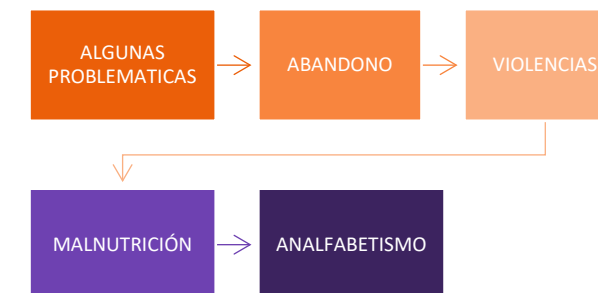 ALGUNAS
PROBLEMATICAS
ABANDONO
VIOLENCIAS
MALNUTRICIÓN
ANALFABETISMO